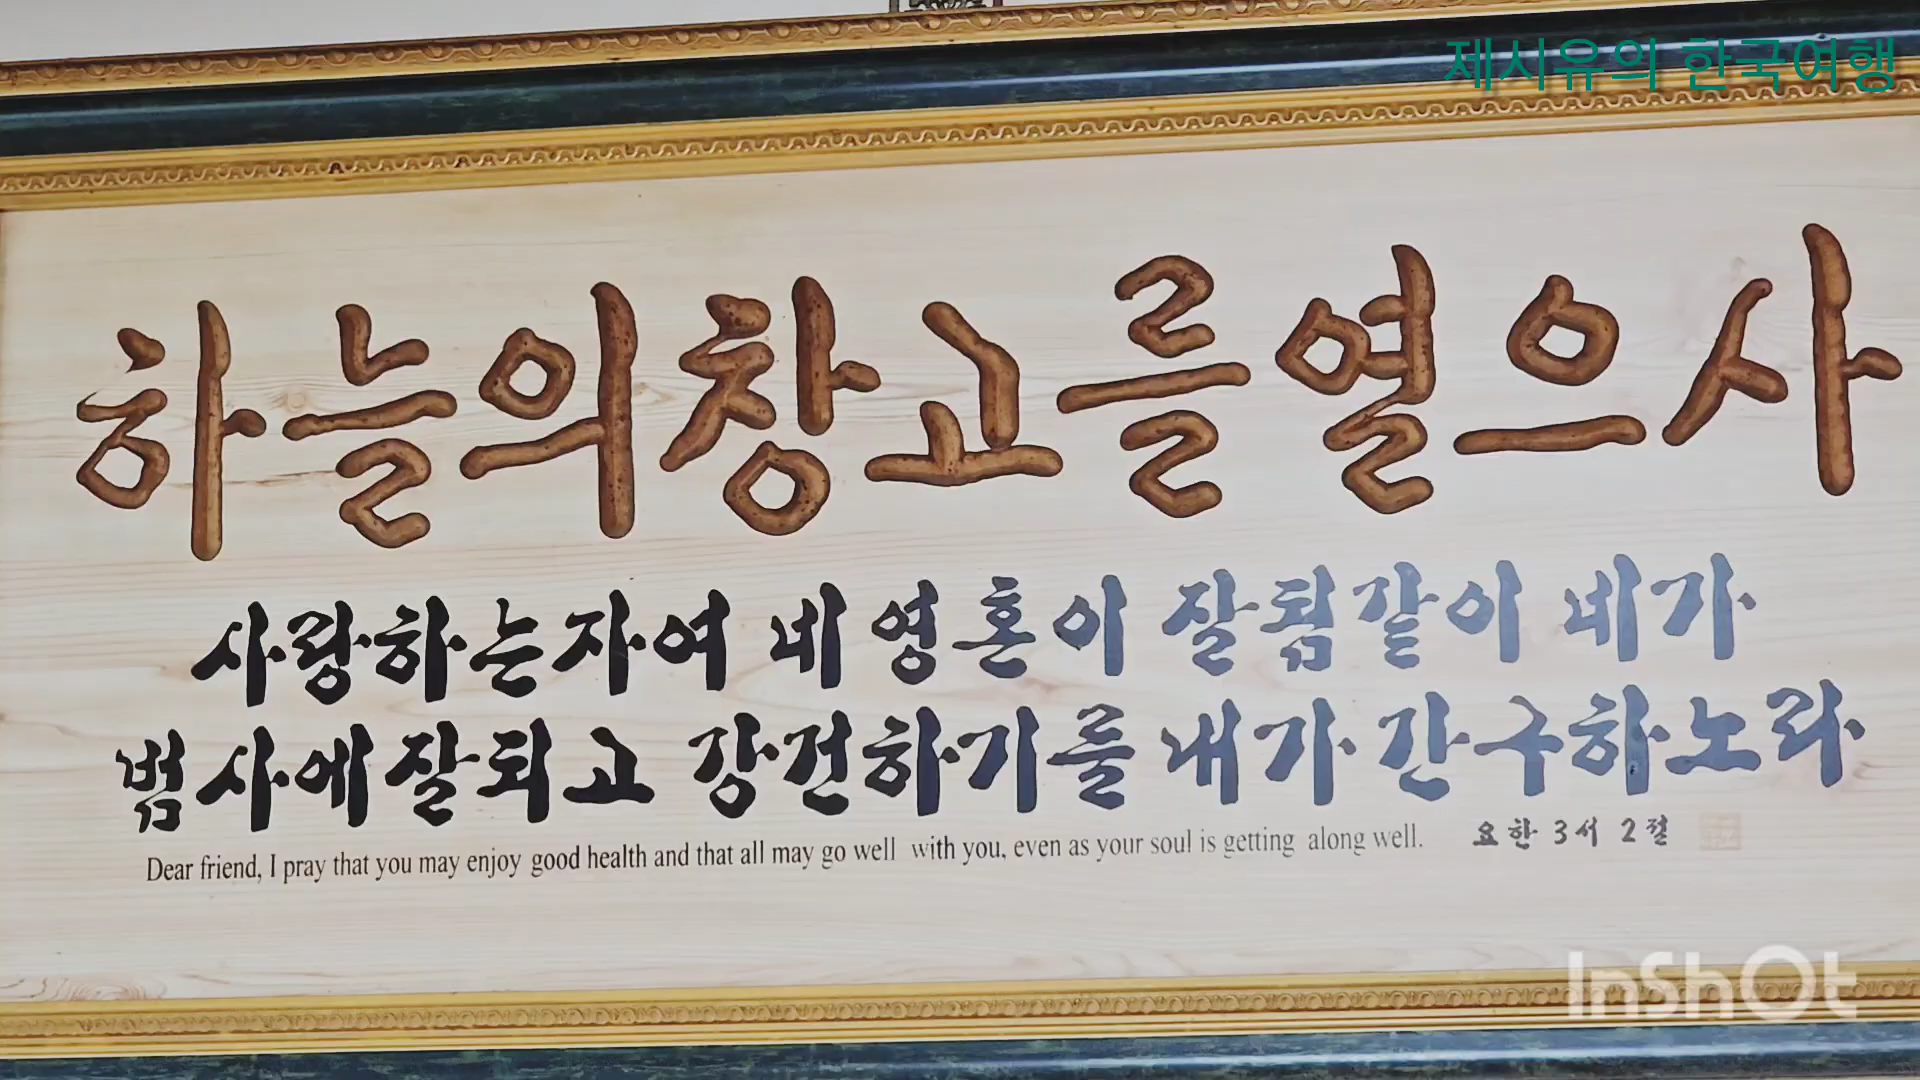 제시유의 한국여행
하늘의창고를열으사
사랑하는자여 네 영혼이 잘됨같이 네가
범사에잘되고 강건하기를 내가 간구하노라
Dear friend, I pray that you may enjoy good health and that all may go well with you, even as your soul is getting along well. 요한 3서 2절
InShOt